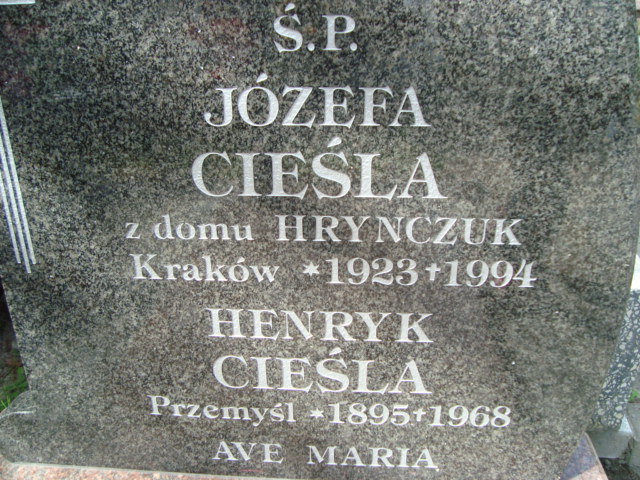 Ś.P.
JÓZEFA
CIEŚLA
z domu HRYNCZUK
Kraków *1923 †1994
HENRYK
CIEŚLA
Przemyśl *1895 †1968
AVE MARIA